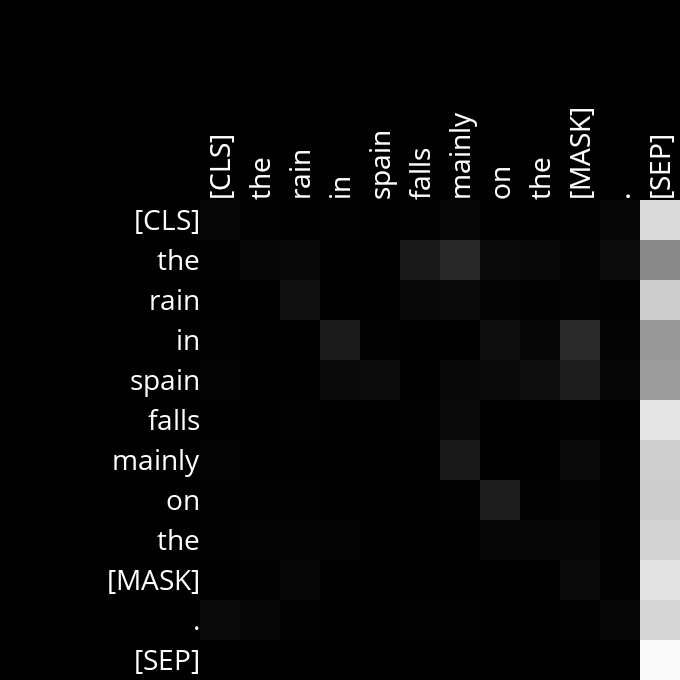 [CLS] the rain in spain falls mainly on the [MASK] . [SEP]
[CLS]
the
rain
in
spain
falls
mainly
on
the
[MASK]
.
[SEP]